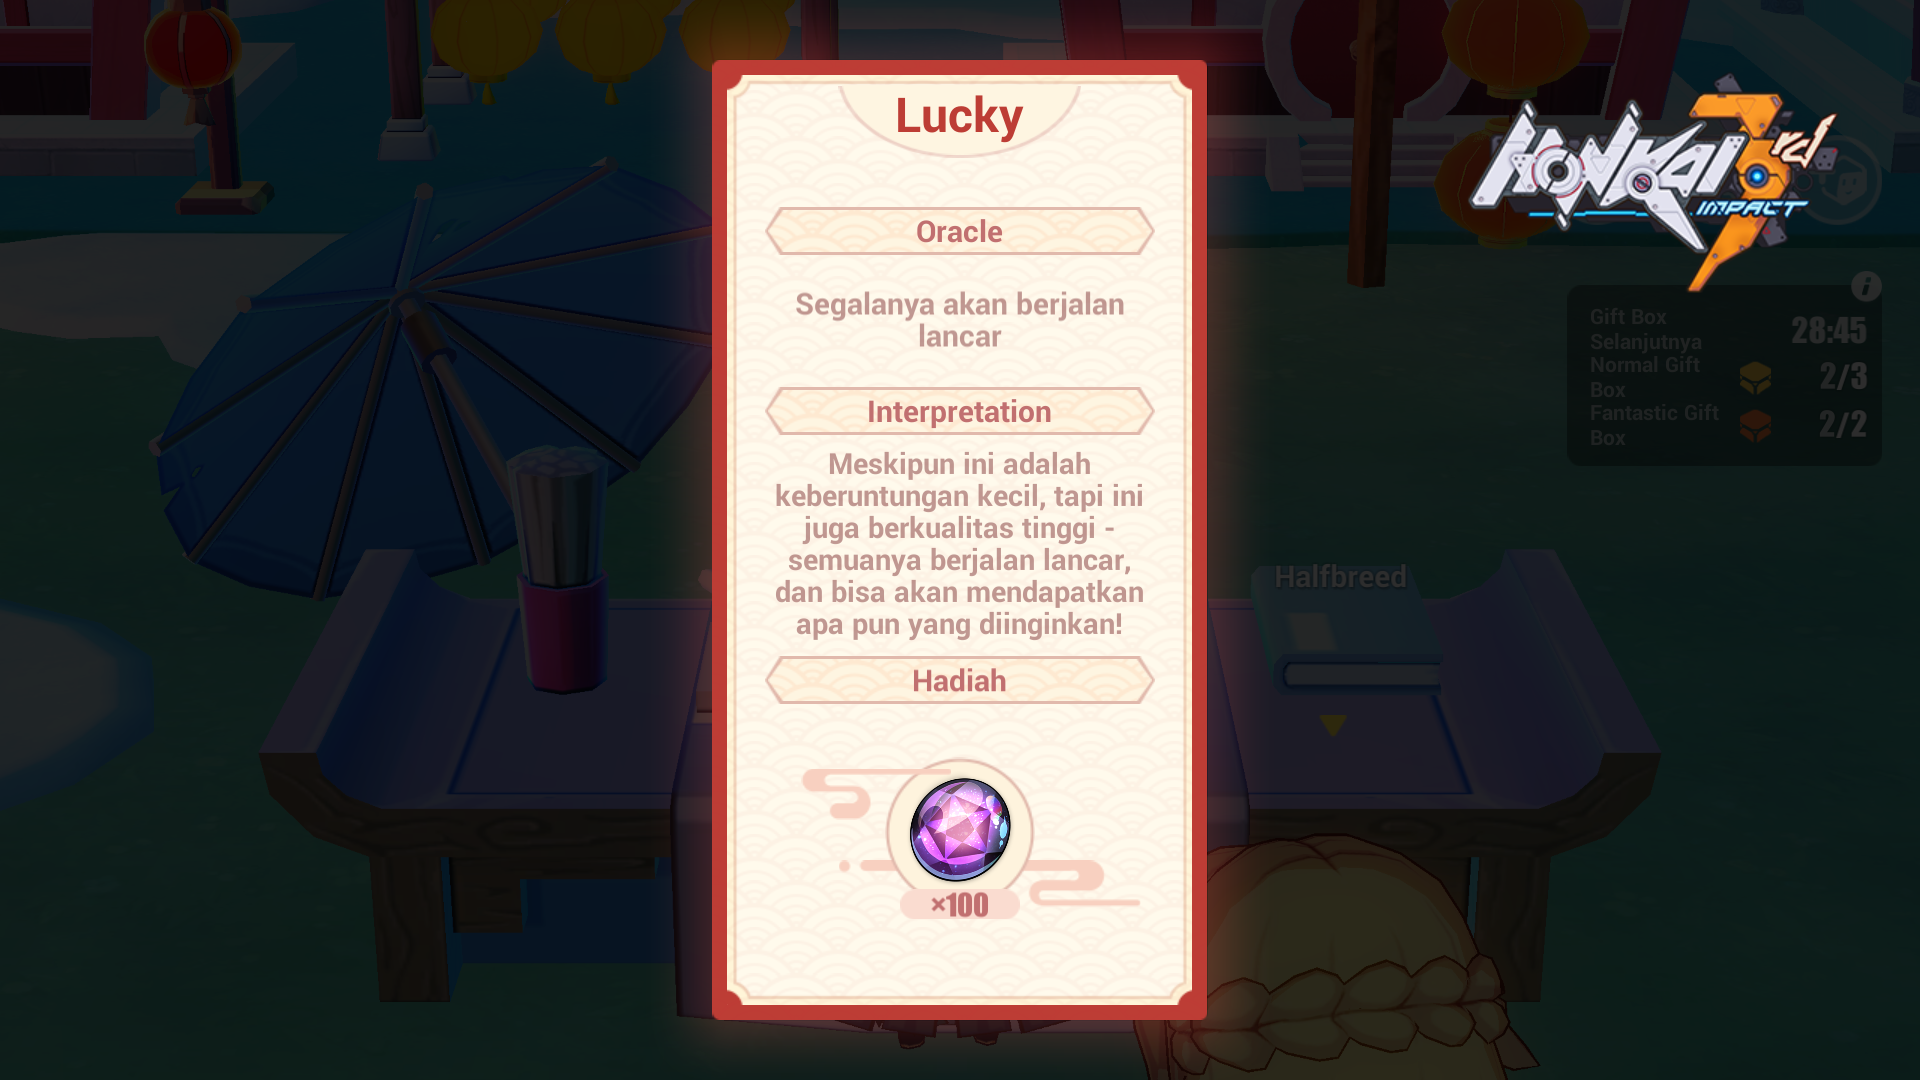 Lucky
Oracle
Segalanya akan berjalan
lancar
Interpretation
Meskipun ini adalah
keberuntungan kecil, tapi ini
juga berkualitas tinggi -
semuanya berjalan lancar,
dan bisa akan mendapatkan
apa pun yang diinginkan!
Hadiah
×100
HONKAI 3rd
IMPACT
i
Gift Box
Selanjutnya
28:45
Normal Gift
Box
2/3
Fantastic Gift
Box
2/2
Halfbreed